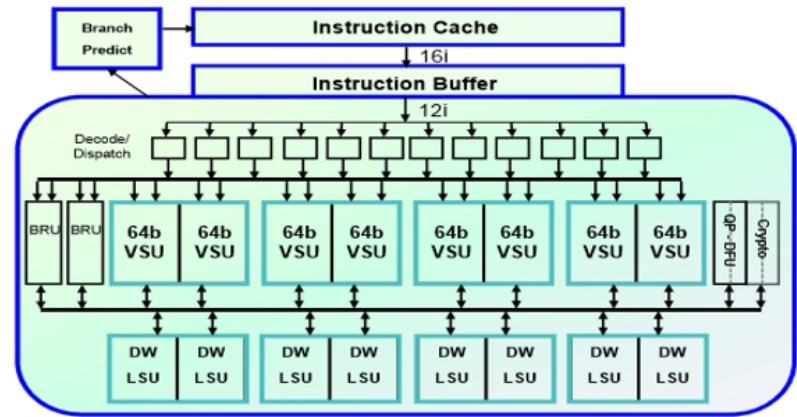 Branch
Predict
Instruction Cache
16i
Instruction Buffer
12i
Decode/
Dispatch
BRU
BRU
64b
VSU
64b
VSU
64b
VSU
64b
VSU
64b
VSU
64b
VSU
64b
VSU
64b
VSU
QP-DFU
Crypto
DW
LSU
DW
LSU
DW
LSU
DW
LSU
DW
LSU
DW
LSU
DW
LSU
DW
LSU